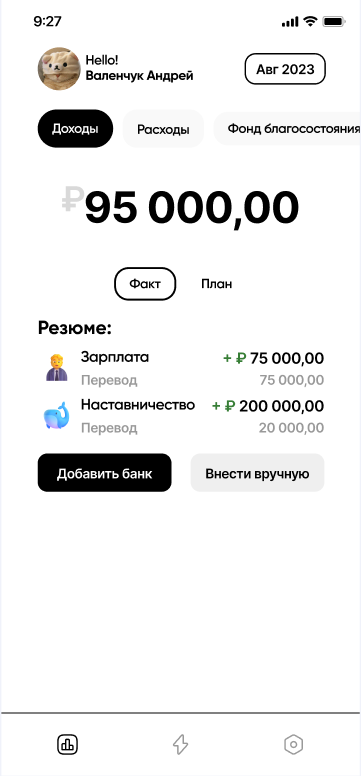 9:27
Hello!
Валенчук Андрей
Авг 2023
Доходы
Расходы
Фонд благосостояния
₽95 000,00
Факт
План
Резюме:
Зарплата
+ ₽ 75 000,00
Перевод
75 000,00
Наставничество
+ ₽ 200 000,00
Перевод
20 000,00
Добавить банк
Внести вручную